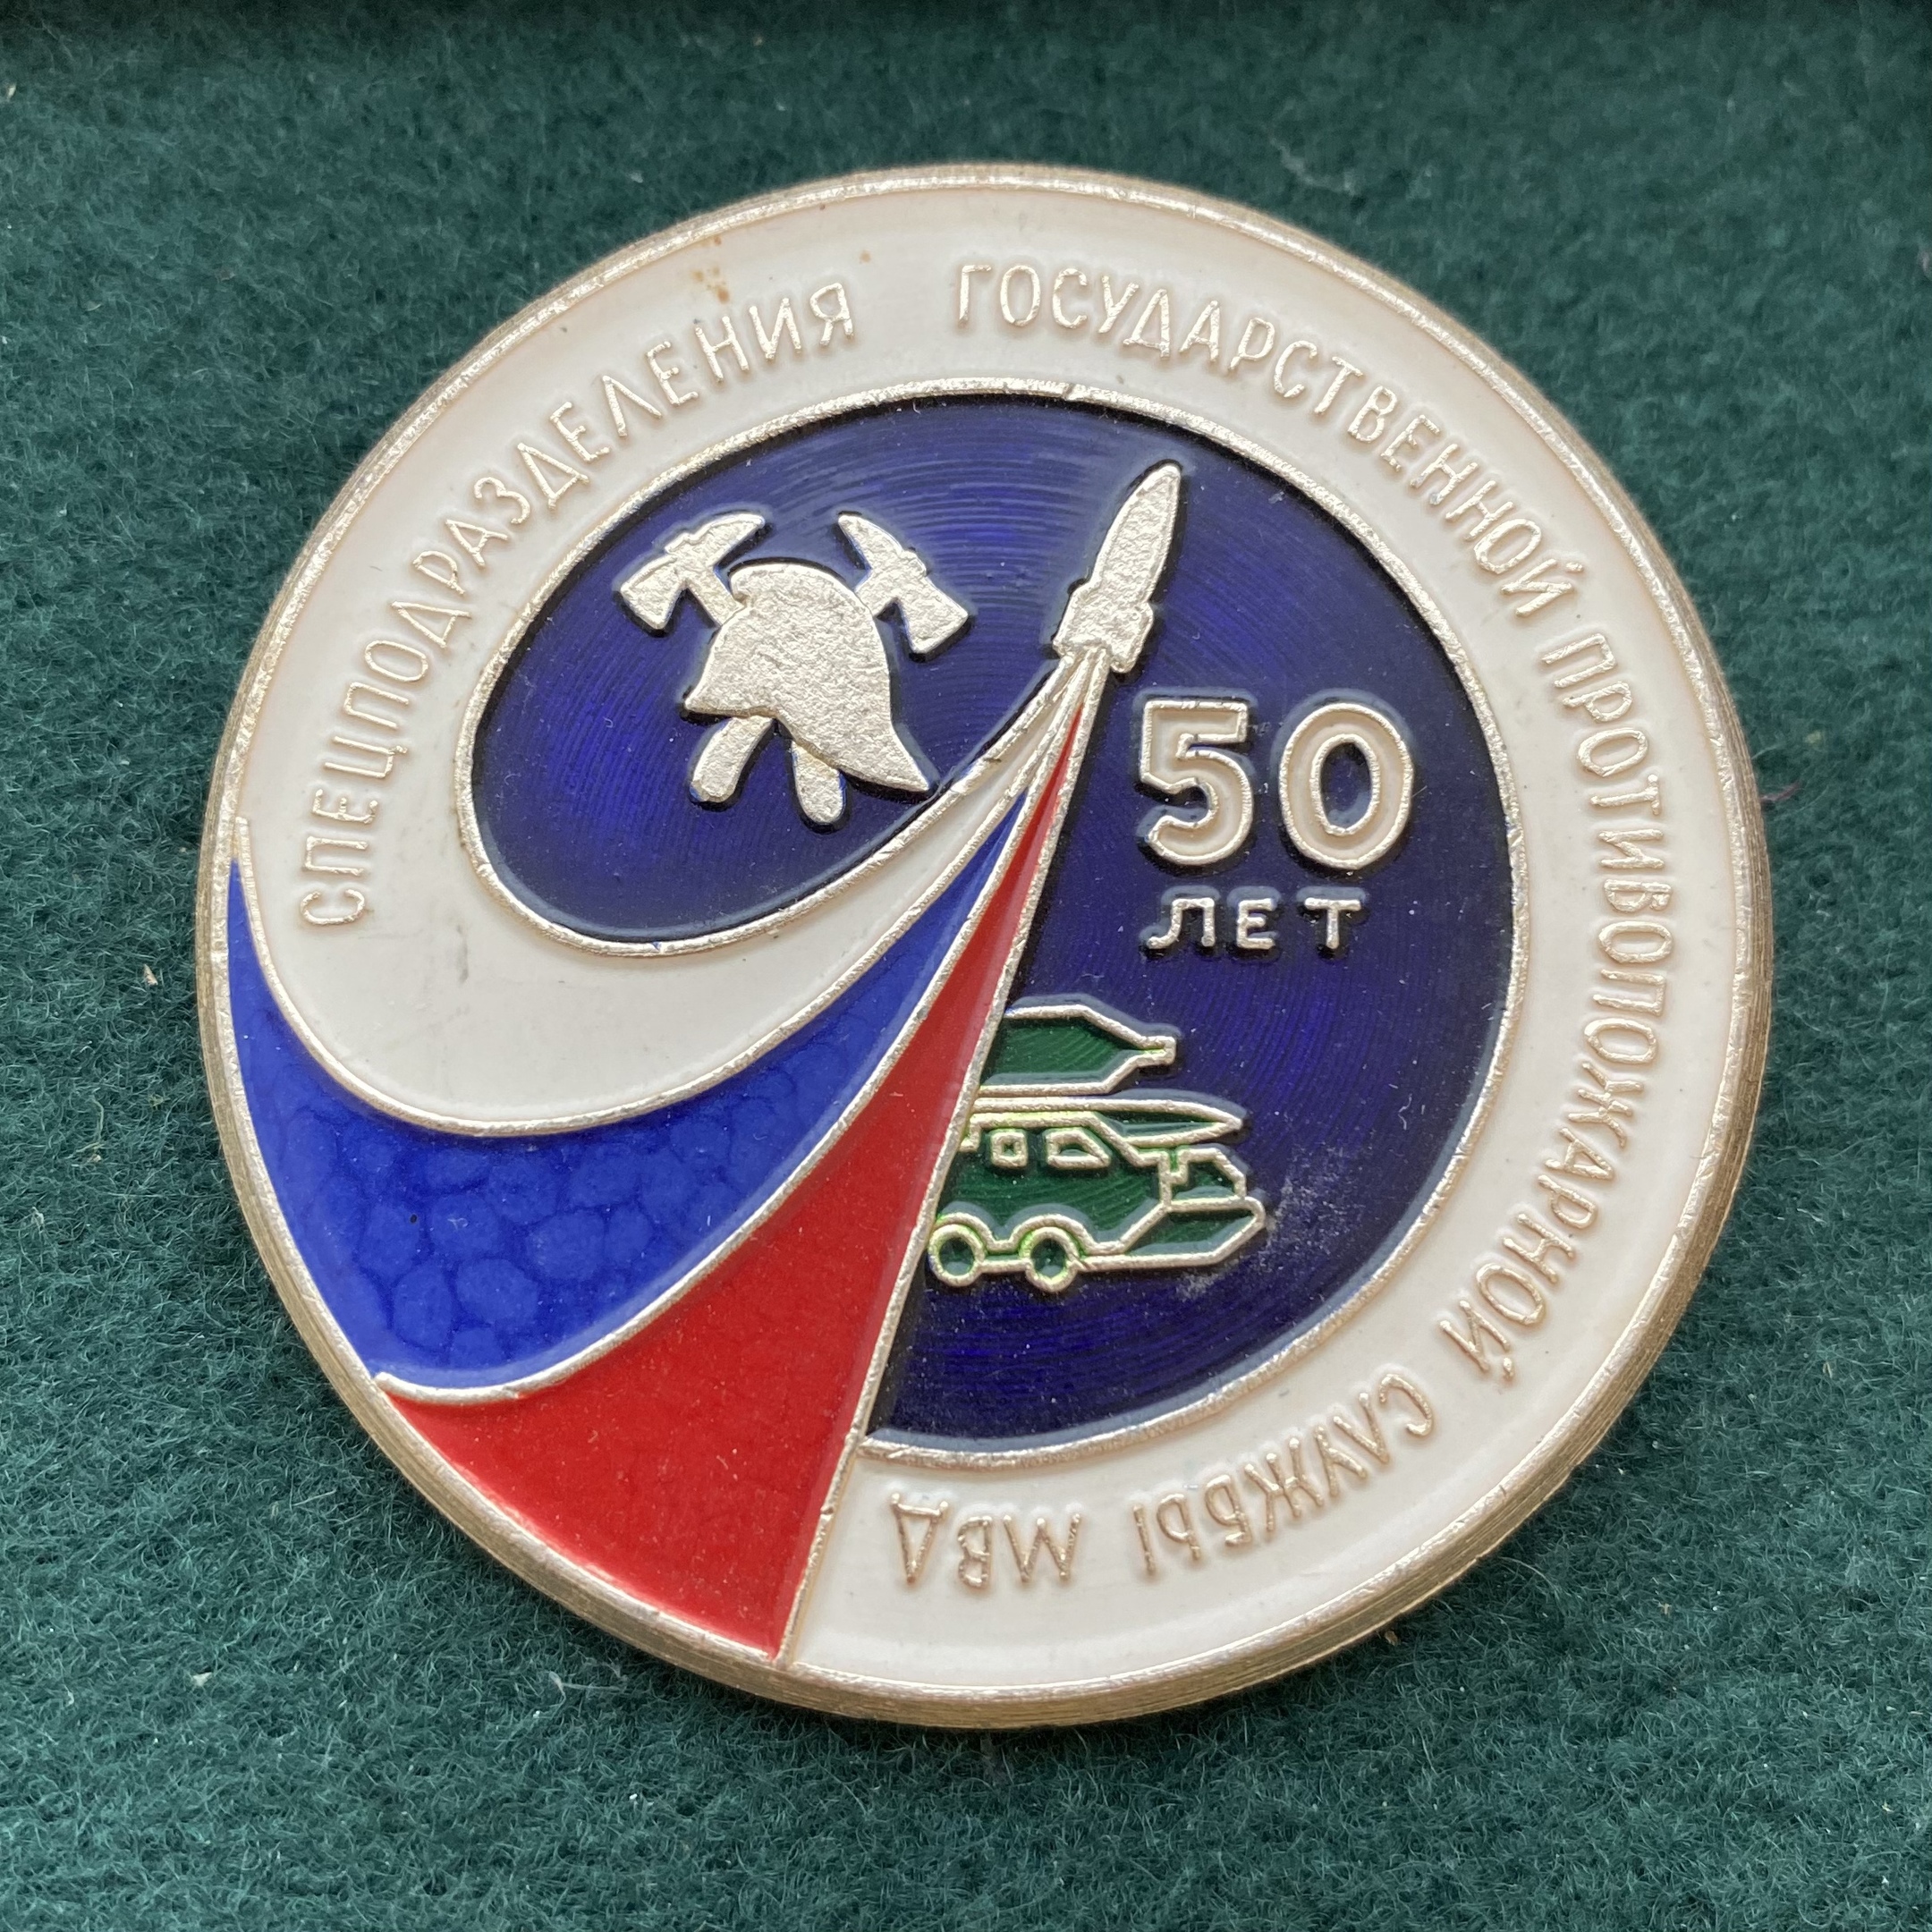 СПЕЦПОДРАЗДЕЛЕНИЯ ГОСУДАРСТВЕННОЙ ПРОТИВОПОЖАРНОЙ СЛУЖБЫ МВД
50
ЛЕТ